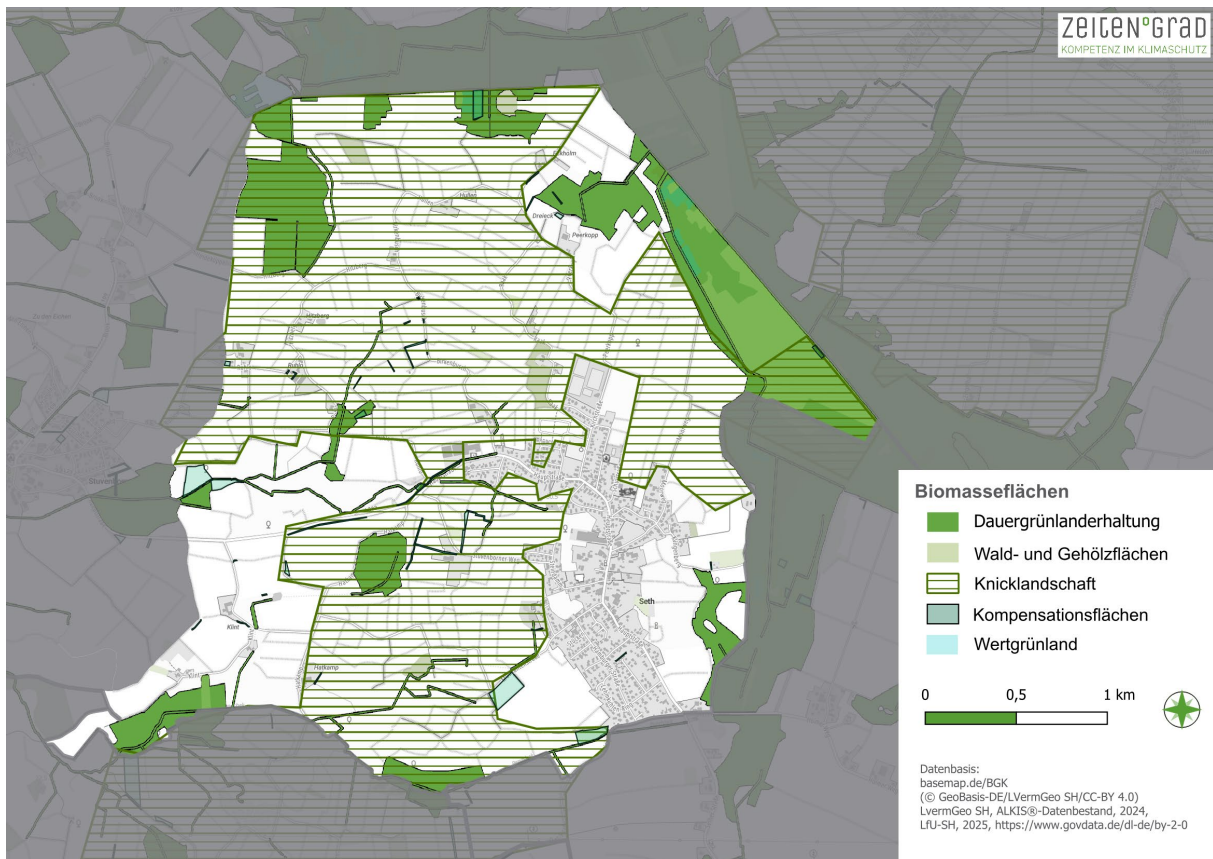 ZEITEN°GRAD
KOMPETENZ IM KLIMASCHUTZ
Hüllen
Dreieck
Peerkopp
Seth
Klint
Hatkamp
Biomasseflächen
Dauergrünlanderhaltung
Wald- und Gehölzflächen
Knicklandschaft
Kompensationsflächen
Wertgrünland
0 0,5 1 km
Datenbasis:
basemap.de/BGK
(© GeoBasis-DE/LVermGeo SH/CC-BY 4.0)
LvermGeo SH, ALKIS®-Datenbestand, 2024,
LfU-SH, 2025, https://www.govdata.de/dl-de/by-2-0